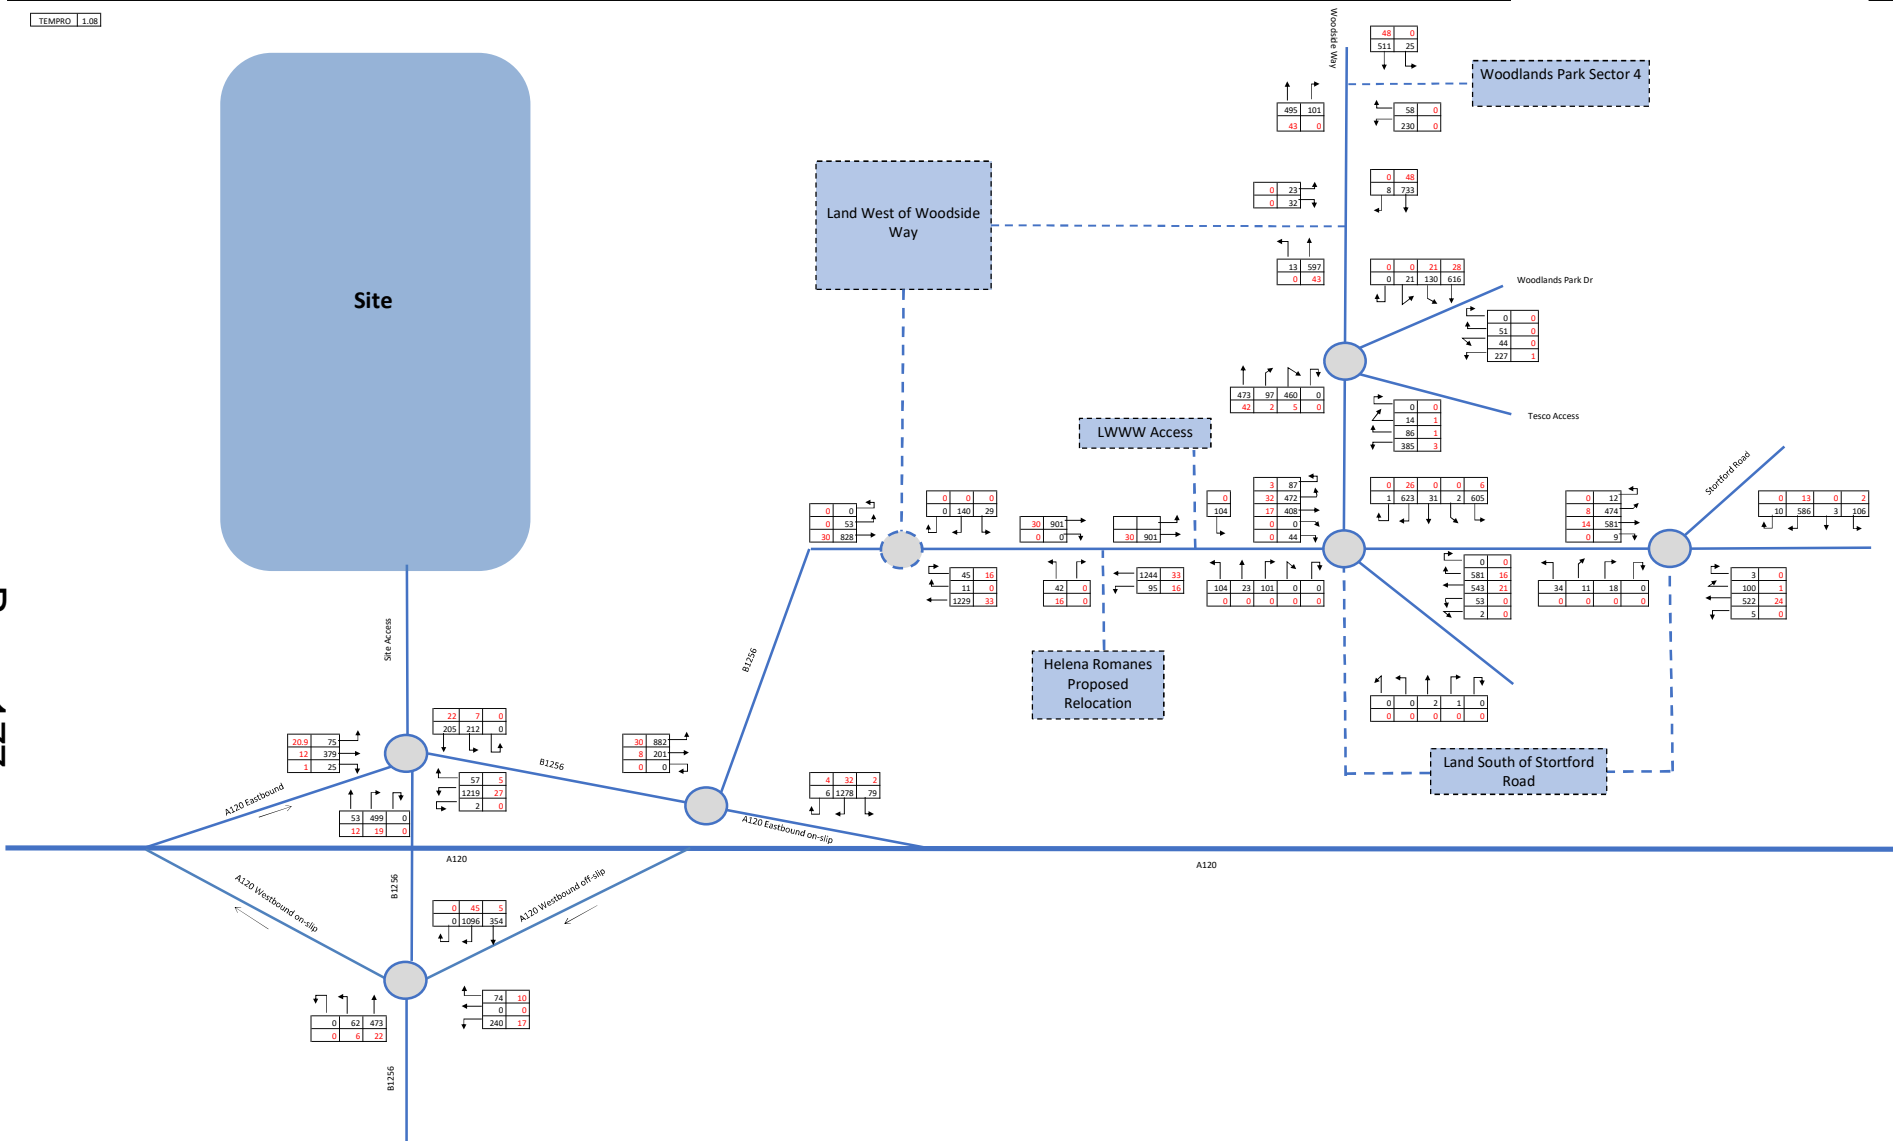 TEMPRO 1.08
Woodside Way
48 0
511 25
Woodlands Park Sector 4
495 101
43 0
58 0
230 0
Land West of Woodside
Way
0 23
0 32
0 48
8 733
13 597
0 43
0 0 21 28
0 21 130 616
Woodlands Park Dr
0 0
51 0
44 0
227 1
Site
473 97 460 0
42 2 5 0
Tesco Access
0 0
14 1
86 1
385 3
LWWW Access
Stortford Road
0 0
0 53
30 828
0 0 0
0 140 29
30 901
0 0
30 901
0
104
3 87
32 472
17 408
0 0
0 44
0 26 0 0 6
1 623 31 2 605
0 12
8 474
14 581
0 9
0 13 0 2
10 586 3 106
45 16
11 0
1229 33
42 0
16 0
1244 33
95 16
104 23 101 0 0
0 0 0 0 0
0 0
581 16
543 21
53 0
2 0
34 11 18 0
0 0 0 0
3 0
100 1
522 24
5 0
Site Access
B1256
Helena Romanes
Proposed
Relocation
0 0 2 1 0
0 0 0 0 0
Land South of Stortford
Road
22 7 0
205 212 0
20.9 75
12 379
1 25
B1256
30 882
8 201
0 0
57 5
1219 27
2 0
4 32 2
6 1278 79
A120 Eastbound
53 499 0
12 19 0
A120 Eastbound on-slip
A120
A120
B1256
A120 Westbound on-slip
A120 Westbound off-slip
0 45 5
0 1096 354
74 10
0 0
240 17
0 62 473
0 6 22
B1256